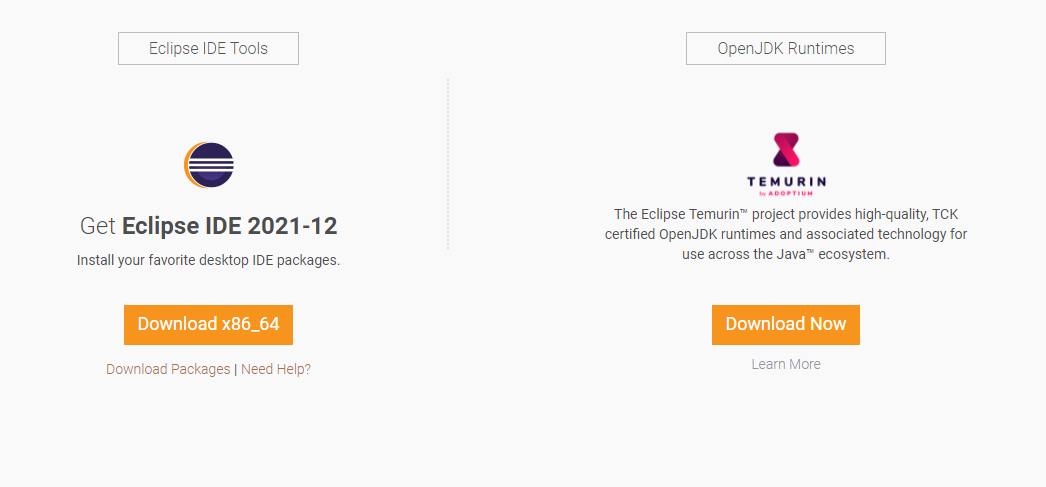 Eclipse IDE Tools
Get Eclipse IDE 2021-12
Install your favorite desktop IDE packages.
Download x86_64
Download Packages | Need Help?
OpenJDK Runtimes
TEMURIN
by ADOPTIUM
The Eclipse Temurin™ project provides high-quality, TCK
certified OpenJDK runtimes and associated technology for
use across the Java™ ecosystem.
Download Now
Learn More